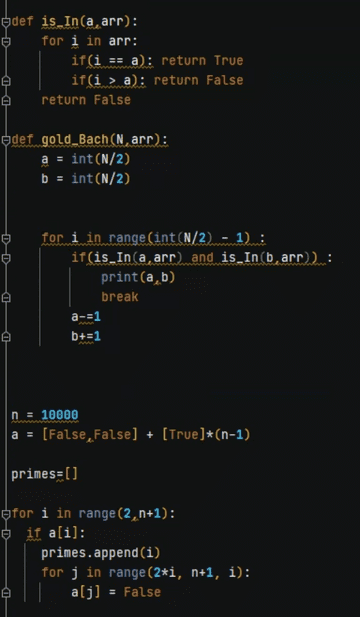 def is_In(a,arr):
    for i in arr:
        if(i == a): return True
        if(i > a): return False
    return False
def gold_Bach(N,arr):
    a = int(N/2)
    b = int(N/2)
    for i in range(int(N/2) - 1) :
        if(is_In(a,arr) and is_In(b,arr)) :
            print(a,b)
            break
        a-=1
        b+=1
n = 10000
a = [False,False] + [True]*(n-1)
primes=[]
for i in range(2,n+1):
  if a[i]:
    primes.append(i)
    for j in range(2*i, n+1, i):
        a[j] = False